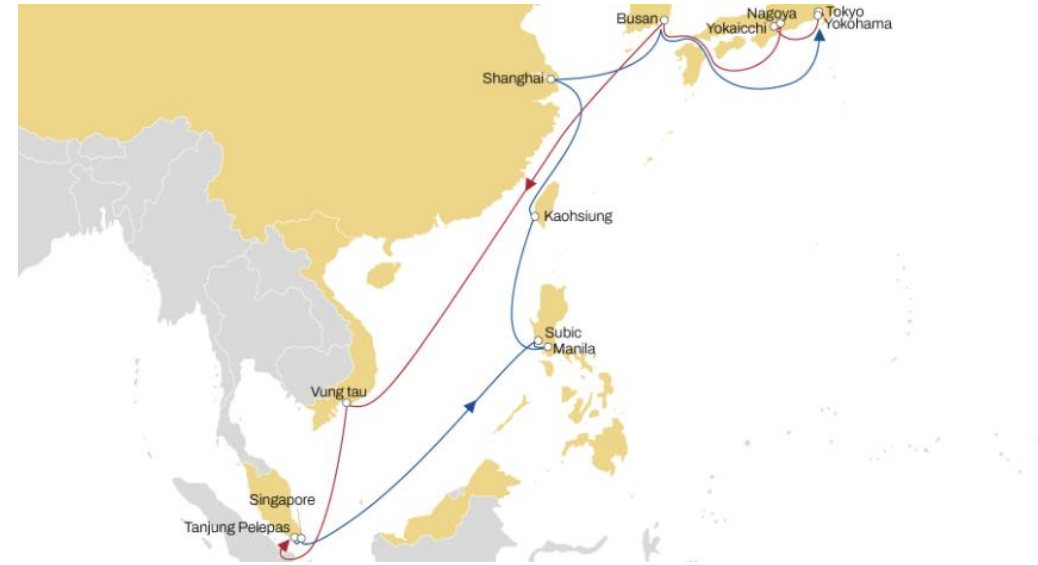 Busan
Nagoya
Tokyo
Yokaicchi
Yokohama
Shanghai
Kaohsiung
Subic
Manila
Vung tau
Singapore
Tanjung Pelepas